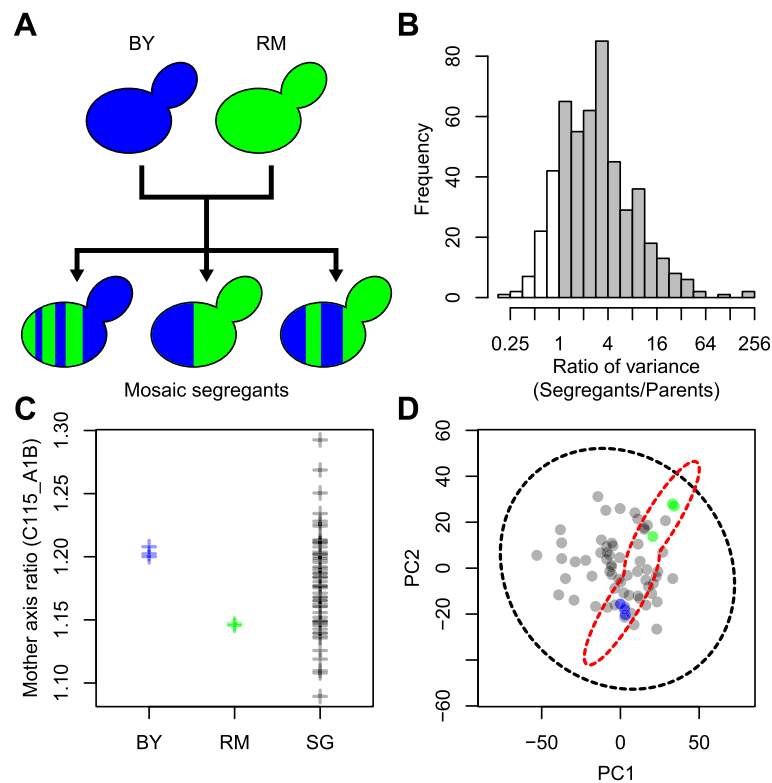 A
BY RM
Mosaic segregants
B
Frequency
80
60
40
20
0
0.25 1 4 16 64 256
Ratio of variance
(Segregants/Parents)
C
Mother axis ratio (C115_A1B)
1.30
1.25
1.20
1.15
1.10
BY RM SG
D
PC2
60
40
20
0
−20
−60
−50 0 50
PC1